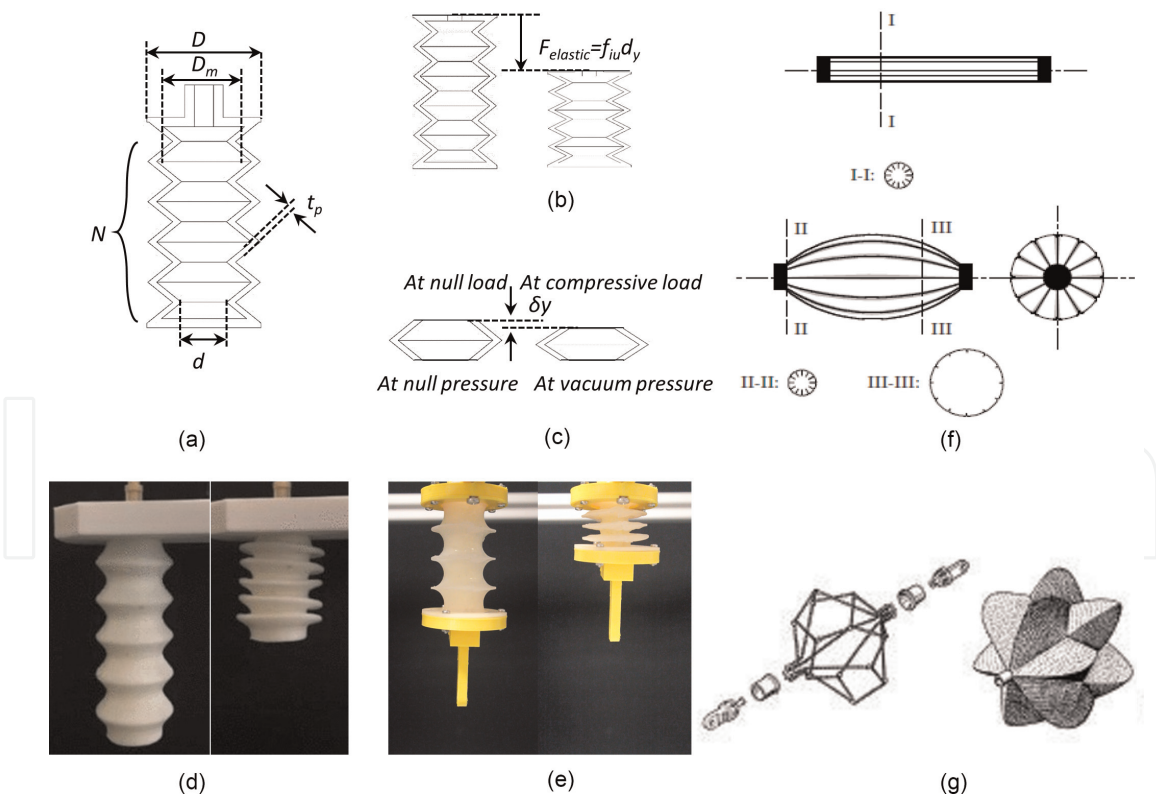 D
D_m
t_p
N
d
(a)
F_elastic=f_iu d_y
(b)
At null load At compressive load
δy
At null pressure At vacuum pressure
(c)
I
I
I-I:
II III
II III
II-II: III-III:
(f)
(d)
(e)
(g)